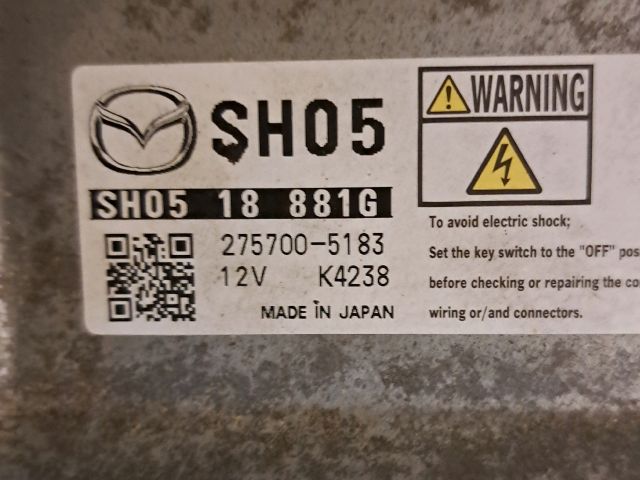 SH05
SH05 18 881G
275700-5183
12V K4238
MADE IN JAPAN
WARNING
To avoid electric shock;
Set the key switch to the "OFF"
before checking or repairing the
wiring or/and connectors.